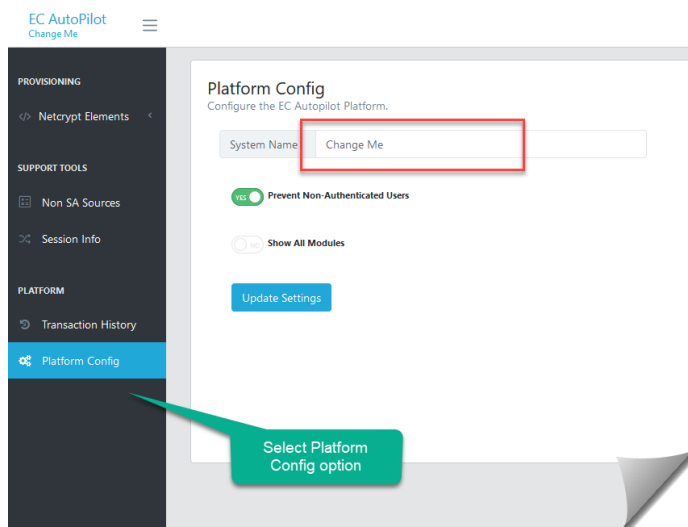 EC AutoPilot
Change Me
PROVISIONING
Netcrypt Elements
SUPPORT TOOLS
Non SA Sources
Session Info
PLATFORM
Transaction History
Platform Config
Platform Config
Configure the EC Autopilot Platform.
System Name
Change Me
YES
Prevent Non-Authenticated Users
NO
Show All Modules
Update Settings
Select Platform
Config option